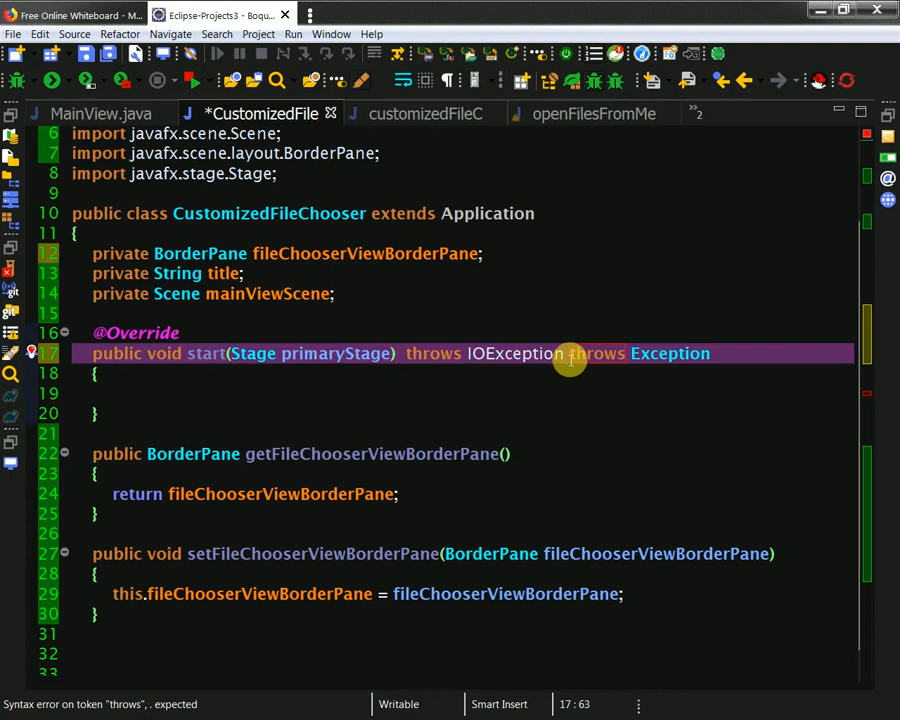 Free Online Whiteboard - M...
Eclipse-Projects3 - Boqu...
File Edit Source Refactor Navigate Search Project Run Window Help
MainView.java
*CustomizedFile
customizedFileC
openFilesFromMe
»2
6 import javafx.scene.Scene;
7 import javafx.scene.layout.BorderPane;
8 import javafx.stage.Stage;
9
10 public class CustomizedFileChooser extends Application
11 {
12 private BorderPane fileChooserViewBorderPane;
13 private String title;
14 private Scene mainViewScene;
15
16 @Override
17 public void start(Stage primaryStage) throws IOException throws Exception
18 {
19
20 }
21
22 public BorderPane getFileChooserViewBorderPane()
23 {
24 return fileChooserViewBorderPane;
25 }
26
27 public void setFileChooserViewBorderPane(BorderPane fileChooserViewBorderPane)
28 {
29 this.fileChooserViewBorderPane = fileChooserViewBorderPane;
30 }
31
32
33
Syntax error on token "throws", . expected
Writable
Smart Insert
17 : 63